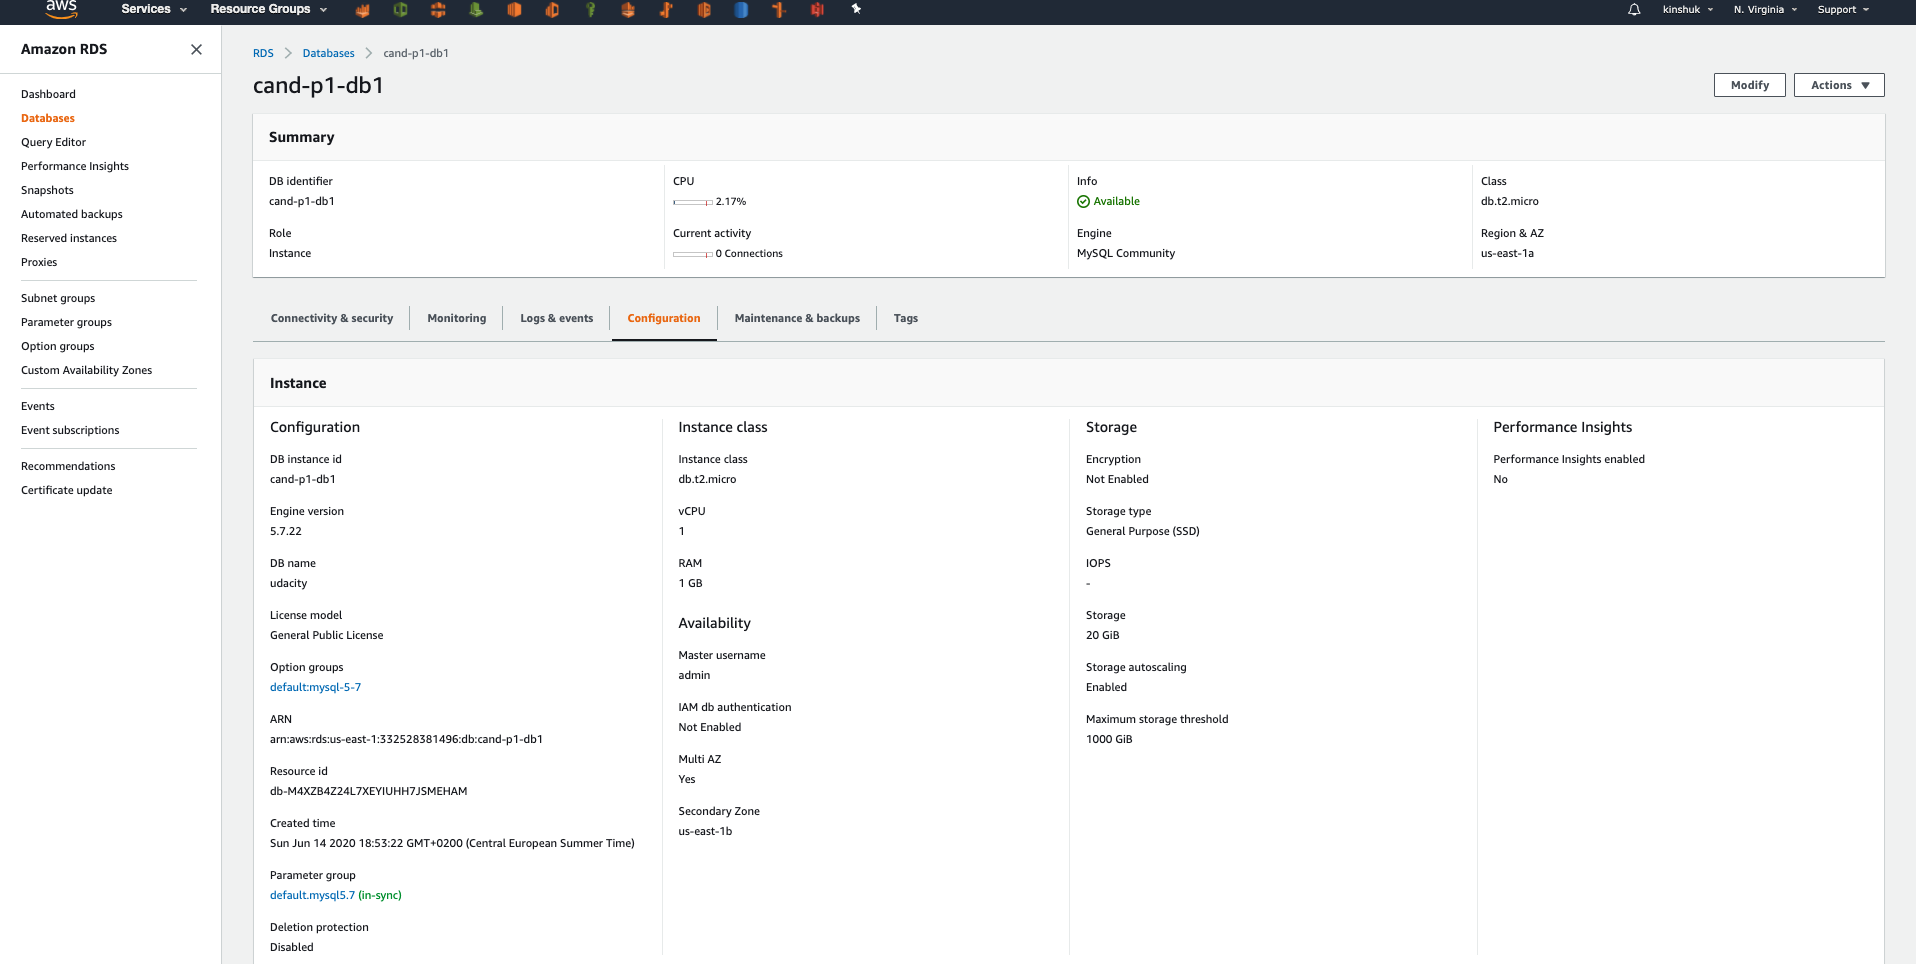 aws
Services
Resource Groups
kinshuk
N. Virginia
Support
Amazon RDS
Dashboard
Databases
Query Editor
Performance Insights
Snapshots
Automated backups
Reserved instances
Proxies
Subnet groups
Parameter groups
Option groups
Custom Availability Zones
Events
Event subscriptions
Recommendations
Certificate update
RDS
Databases
cand-p1-db1
cand-p1-db1
Modify
Actions
Summary
DB identifier
cand-p1-db1
Role
Instance
CPU
2.17%
Current activity
0 Connections
Info
Available
Engine
MySQL Community
Class
db.t2.micro
Region & AZ
us-east-1a
Connectivity & security
Monitoring
Logs & events
Configuration
Maintenance & backups
Tags
Instance
Configuration
DB instance id
cand-p1-db1
Engine version
5.7.22
DB name
udacity
License model
General Public License
Option groups
default:mysql-5-7
ARN
arn:aws:rds:us-east-1:332528381496:db:cand-p1-db1
Resource id
db-M4XZB4Z24L7XEYIUHH7JSMEHAM
Created time
Sun Jun 14 2020 18:53:22 GMT+0200 (Central European Summer Time)
Parameter group
default.mysql5.7 (in-sync)
Deletion protection
Disabled
Instance class
Instance class
db.t2.micro
vCPU
1
RAM
1 GB
Availability
Master username
admin
IAM db authentication
Not Enabled
Multi AZ
Yes
Secondary Zone
us-east-1b
Storage
Encryption
Not Enabled
Storage type
General Purpose (SSD)
IOPS
-
Storage
20 GiB
Storage autoscaling
Enabled
Maximum storage threshold
1000 GiB
Performance Insights
Performance Insights enabled
No